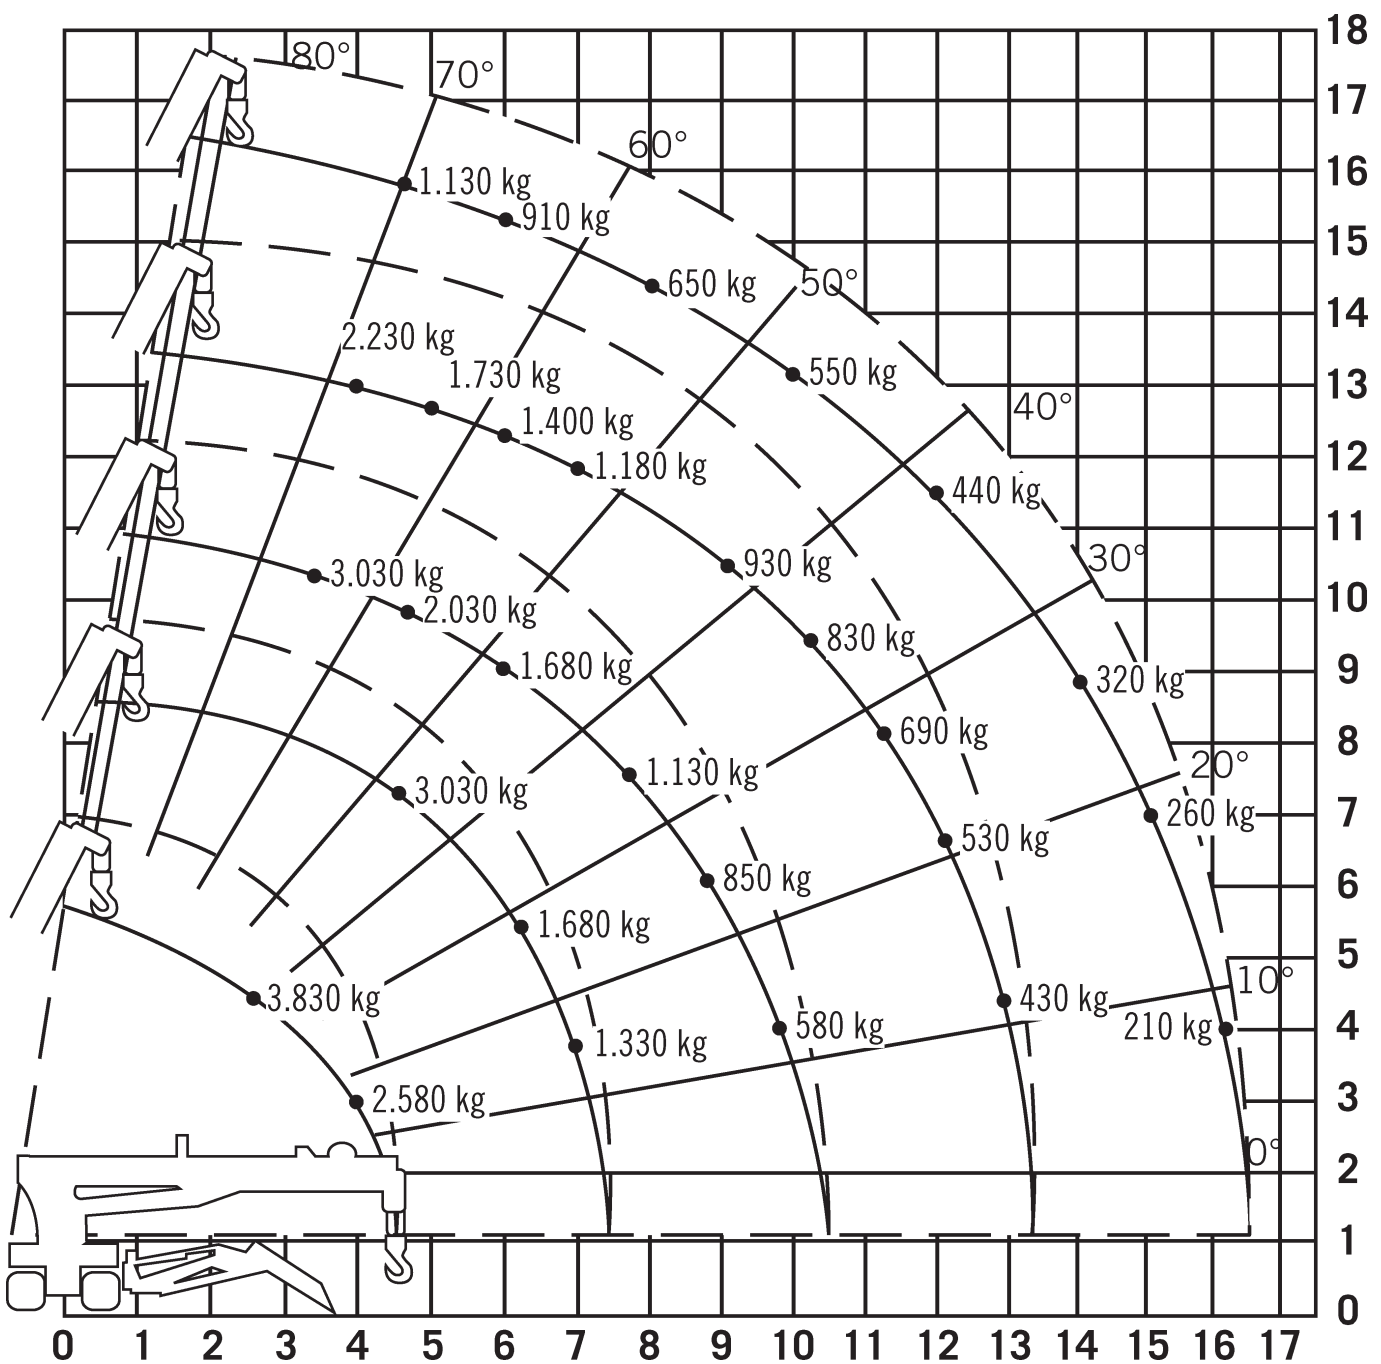 18
80°
70°
17
60°
16
1.130 kg
910 kg
15
650 kg
50°
14
2.230 kg
1.730 kg
550 kg
13
40°
1.400 kg
12
1.180 kg
440 kg
11
930 kg
30°
3.030 kg
10
2.030 kg
830 kg
1.680 kg
9
320 kg
690 kg
8
1.130 kg
20°
3.030 kg
7
260 kg
530 kg
6
850 kg
1.680 kg
5
10°
3.830 kg
430 kg
580 kg
210 kg
4
1.330 kg
3
2.580 kg
0°
2
1
0
0 1 2 3 4 5 6 7 8 9 10 11 12 13 14 15 16 17